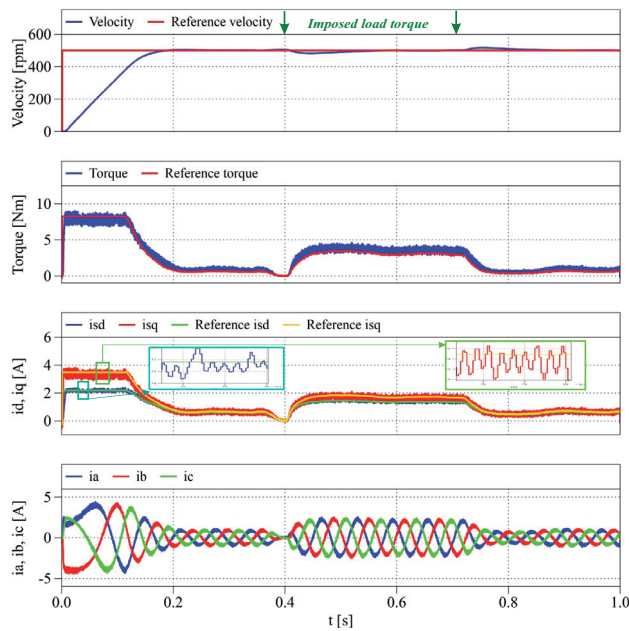 Velocity Reference velocity Imposed load torque
600
400
200
0
Velocity [rpm]
Torque Reference torque
10
5
0
Torque [Nm]
isd isq Reference isd Reference isq
6
4
2
0
id, iq [A]
ia ib ic
5
0
-5
ia, ib, ic [A]
0.0 0.2 0.4 0.6 0.8 1.0
t [s]